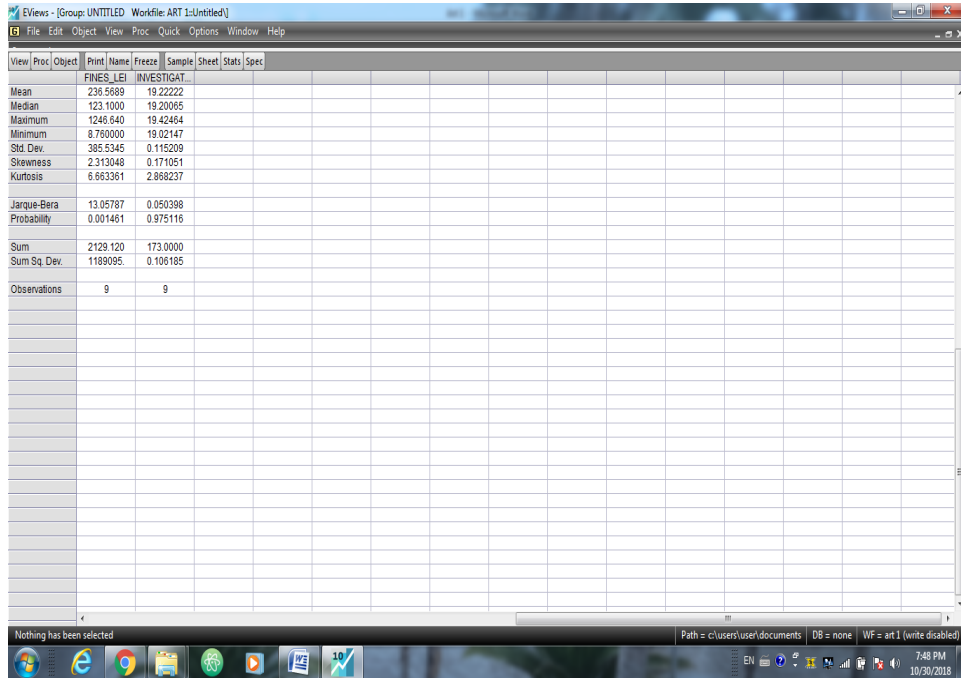 EViews - [Group: UNTITLED Workfile: ART 1::Untitled\]
File Edit Object View Proc Quick Options Window Help
View Proc Object Print Name Freeze Sample Sheet Stats Spec
FINES_LEI INVESTIGAT...
Mean 236.5689 19.22222
Median 123.1000 19.20065
Maximum 1246.640 19.42464
Minimum 8.760000 19.02147
Std. Dev. 385.5345 0.115209
Skewness 2.313048 0.171051
Kurtosis 6.663361 2.868237
Jarque-Bera 13.05787 0.050398
Probability 0.001461 0.975116
Sum 2129.120 173.0000
Sum Sq. Dev. 1189095. 0.106185
Observations 9 9
Nothing has been selected Path = c:\users\user\documents DB = none WF = art 1 (write disabled)
10
EN 7:48 PM
10/30/2018